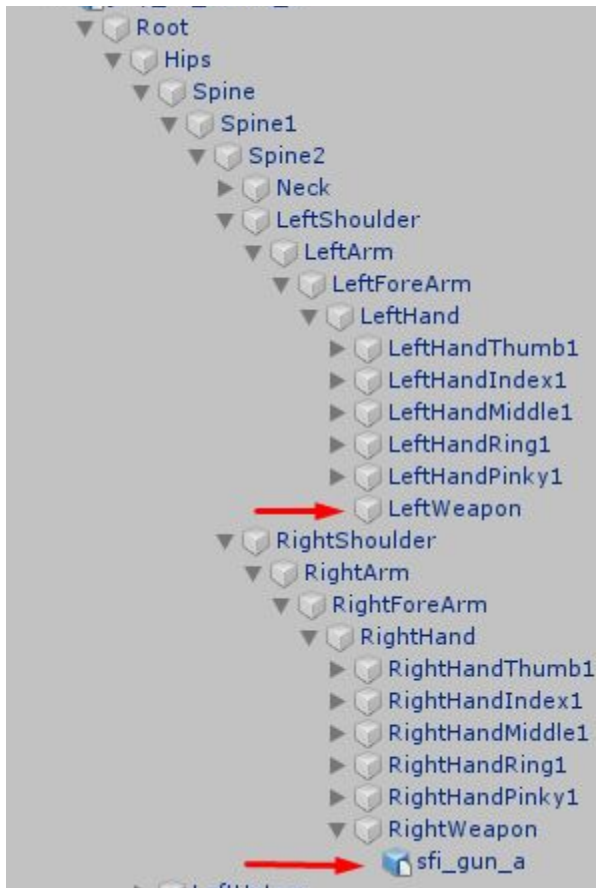 Root
Hips
Spine
Spine1
Spine2
Neck
LeftShoulder
LeftArm
LeftForeArm
LeftHand
LeftHandThumb1
LeftHandIndex1
LeftHandMiddle1
LeftHandRing1
LeftHandPinky1
LeftWeapon
RightShoulder
RightArm
RightForeArm
RightHand
RightHandThumb1
RightHandIndex1
RightHandMiddle1
RightHandRing1
RightHandPinky1
RightWeapon
sfi_gun_a